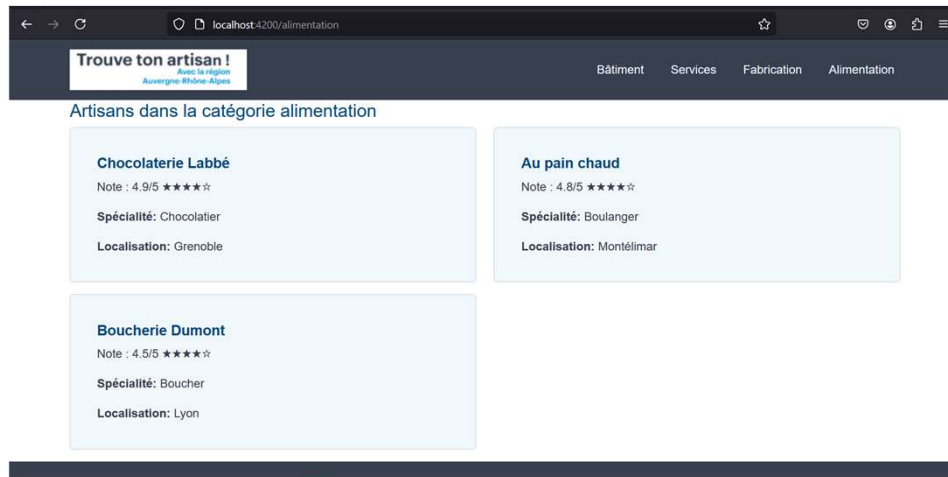 localhost:4200/alimentation
Trouve ton artisan !
Avec la région
Auvergne-Rhône-Alpes
Bâtiment Services Fabrication Alimentation
Artisans dans la catégorie alimentation
Chocolaterie Labbé
Note : 4.9/5 ★★★★☆
Spécialité: Chocolatier
Localisation: Grenoble
Au pain chaud
Note : 4.8/5 ★★★★☆
Spécialité: Boulanger
Localisation: Montélimar
Boucherie Dumont
Note : 4.5/5 ★★★★☆
Spécialité: Boucher
Localisation: Lyon